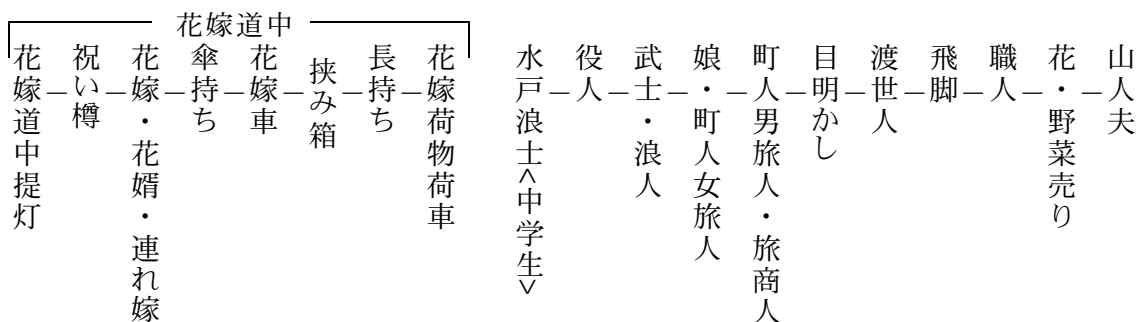 山人夫
花・野菜売り
職人
飛脚
渡世人
目明かし
町人男旅人・旅商人
娘・町人女旅人
武士・浪人
役人
水戸浪士<中学生>
花嫁道中
花嫁荷物荷車
長持ち
挟み箱
花嫁車
傘持ち
花嫁・花婿・連れ嫁
祝い樽
花嫁道中提灯